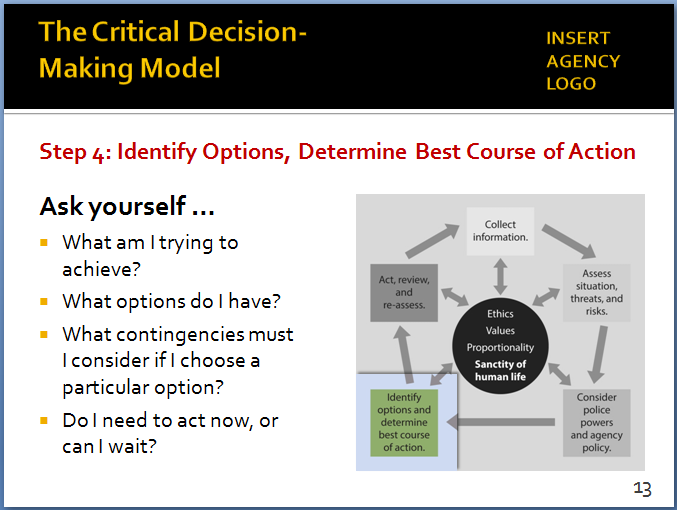 The Critical Decision-
Making Model
INSERT
AGENCY
LOGO
Step 4: Identify Options, Determine Best Course of Action
Ask yourself ...
What am I trying to
achieve?
What options do I have?
What contingencies must
I consider if I choose a
particular option?
Do I need to act now, or
can I wait?
Collect
information.
Assess
situation,
threats, and
risks.
Consider
police
powers
and agency
policy.
Identify
options and
determine
best course
of action.
Act, review,
and
re-assess.
Ethics
Values
Proportionality
Sanctity of
human life
13